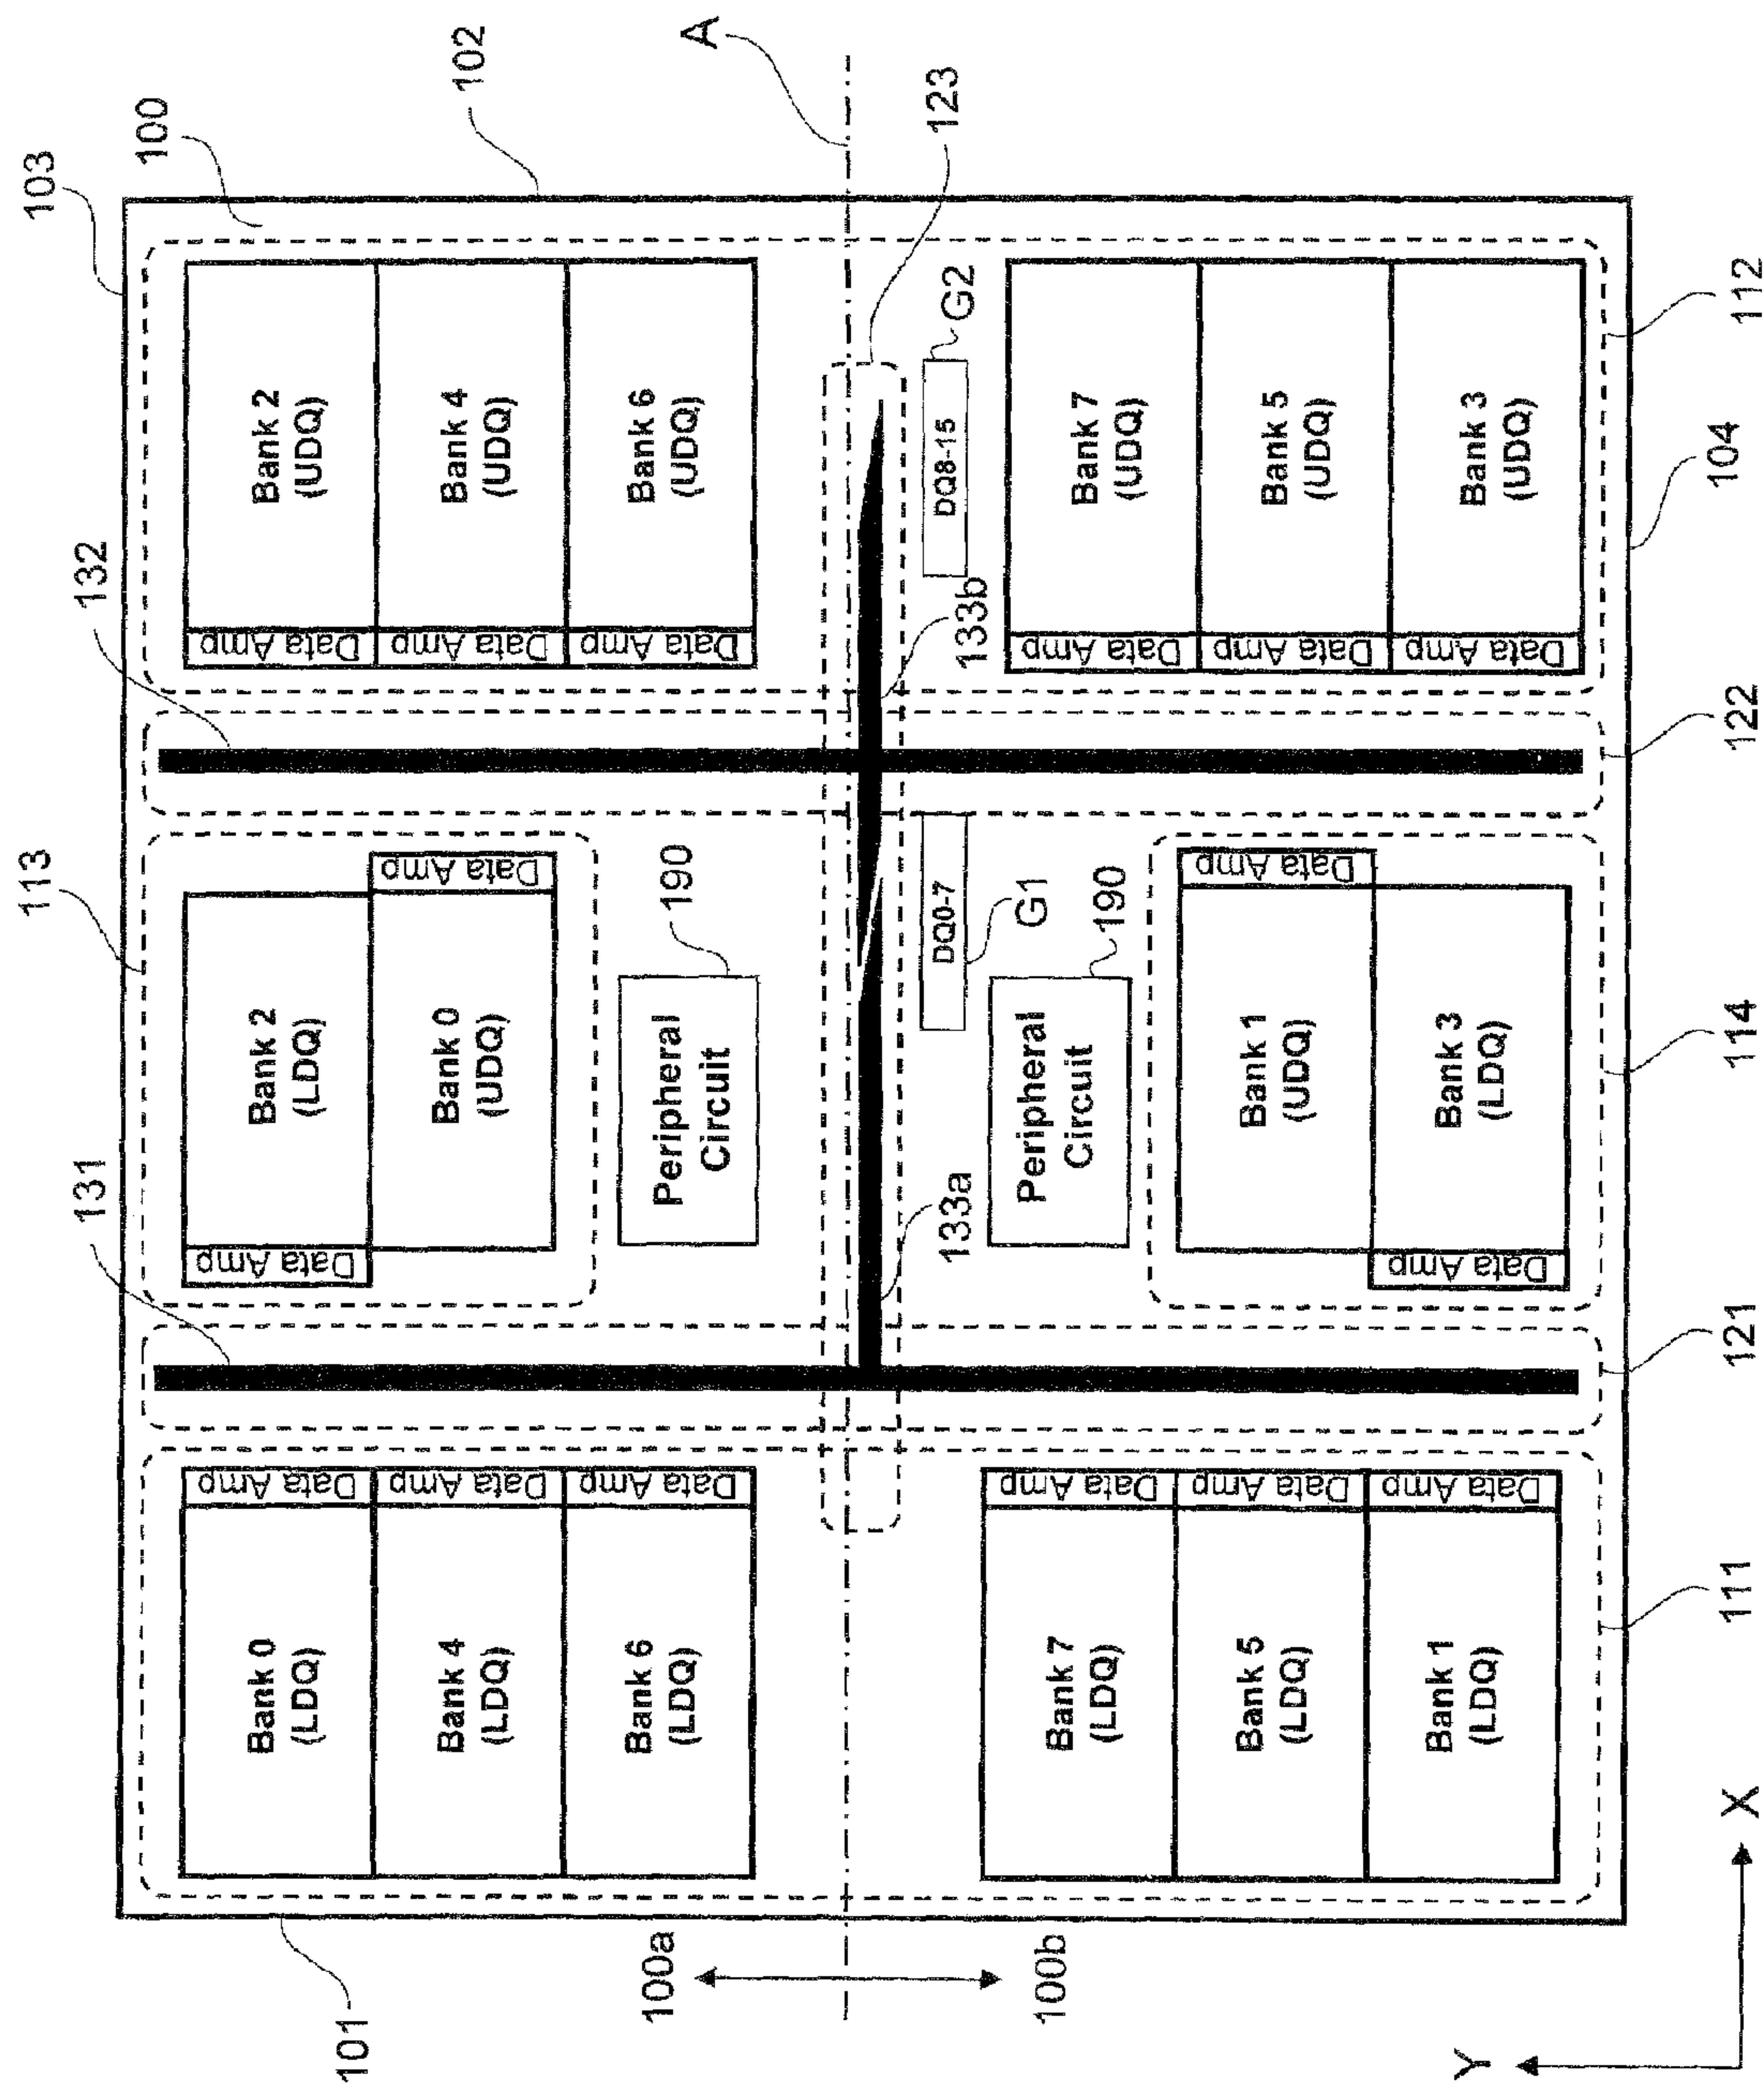 101
113
103
131
132
100
Bank 0
(LDQ)
Data Amp
Data Amp
Bank 2
(LDQ)
Data Amp
Bank 2
(UDQ)
102
Bank 4
(LDQ)
Data Amp
Bank 0
(UDQ)
Data Amp
Data Amp
Bank 4
(UDQ)
Bank 6
(LDQ)
Data Amp
Data Amp
Bank 6
(UDQ)
100a
Peripheral
Circuit
190
A
123
133a
DQ0-7
133b
DQ8-15
G2
G1
100b
Bank 7
(LDQ)
Data Amp
Peripheral
Circuit
190
Data Amp
Bank 7
(UDQ)
Bank 5
(LDQ)
Data Amp
Bank 1
(UDQ)
Data Amp
Data Amp
Bank 5
(UDQ)
Bank 1
(LDQ)
Data Amp
Data Amp
Bank 3
(LDQ)
Data Amp
Bank 3
(UDQ)
Y
X
111
121
114
122
104
112